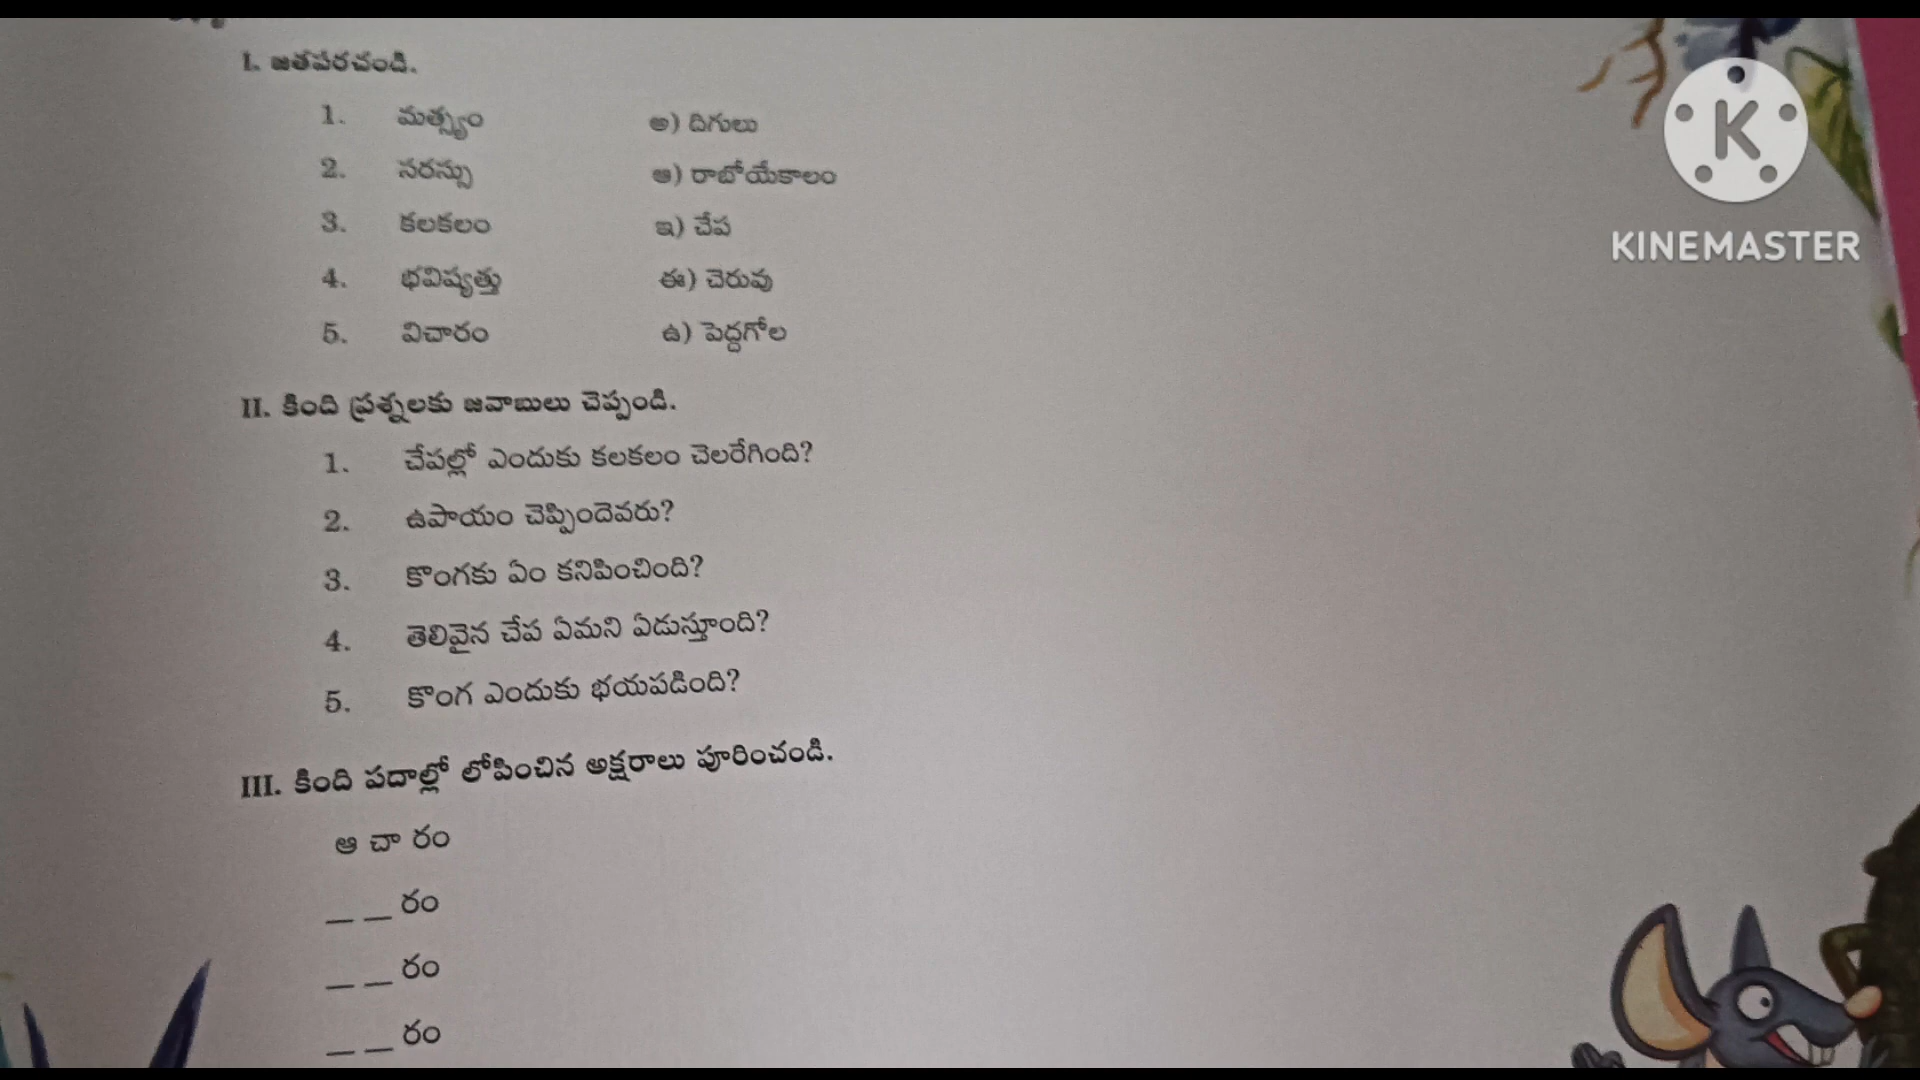 I. జతపరచండి.
1. మత్స్యం అ) దిగులు
2. సరస్సు ఆ) రాబోయేకాలం
3. కలకలం ఇ) చేప
4. భవిష్యత్తు ఈ) చెరువు
5. విచారం ఉ) పెద్దగోల
II. కింది ప్రశ్నలకు జవాబులు చెప్పండి.
1. చేపల్లో ఎందుకు కలకలం చెలరేగింది?
2. ఉపాయం చెప్పిందెవరు?
3. కొంగకు ఏం కనిపించింది?
4. తెలివైన చేప ఏమని ఏడుస్తూంది?
5. కొంగ ఎందుకు భయపడింది?
III. కింది పదాల్లో లోపించిన అక్షరాలు పూరించండి.
ఆ చా రం
_ _ రం
_ _ రం
_ _ రం
K
KINEMASTER